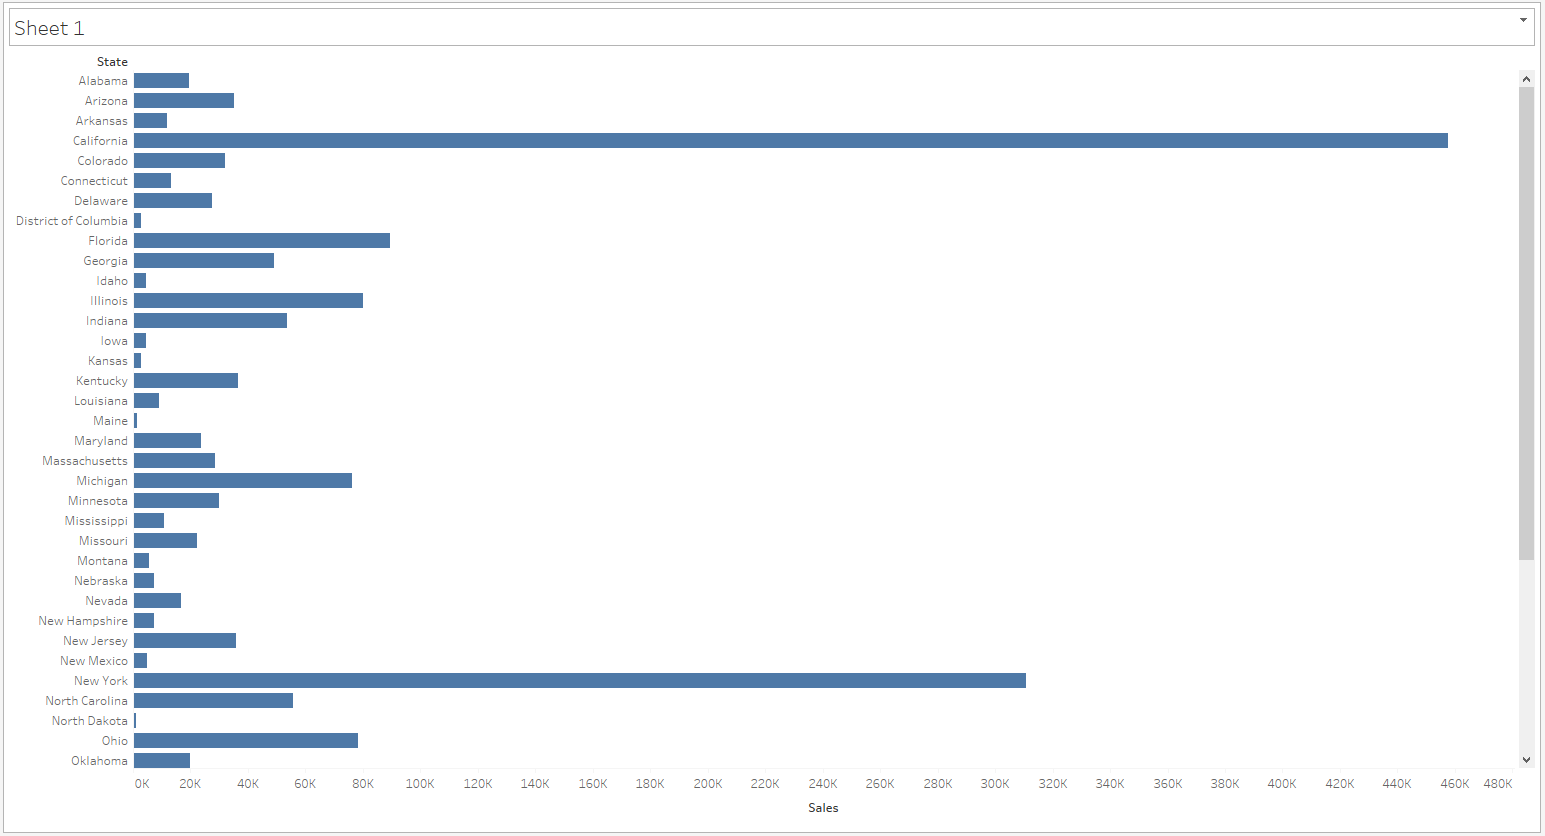 Sheet 1
State
Alabama
Arizona
Arkansas
California
Colorado
Connecticut
Delaware
District of Columbia
Florida
Georgia
Idaho
Illinois
Indiana
Iowa
Kansas
Kentucky
Louisiana
Maine
Maryland
Massachusetts
Michigan
Minnesota
Mississippi
Missouri
Montana
Nebraska
Nevada
New Hampshire
New Jersey
New Mexico
New York
North Carolina
North Dakota
Ohio
Oklahoma
0K 20K 40K 60K 80K 100K 120K 140K 160K 180K 200K 220K 240K 260K 280K 300K 320K 340K 360K 380K 400K 420K 440K 460K 480K
Sales